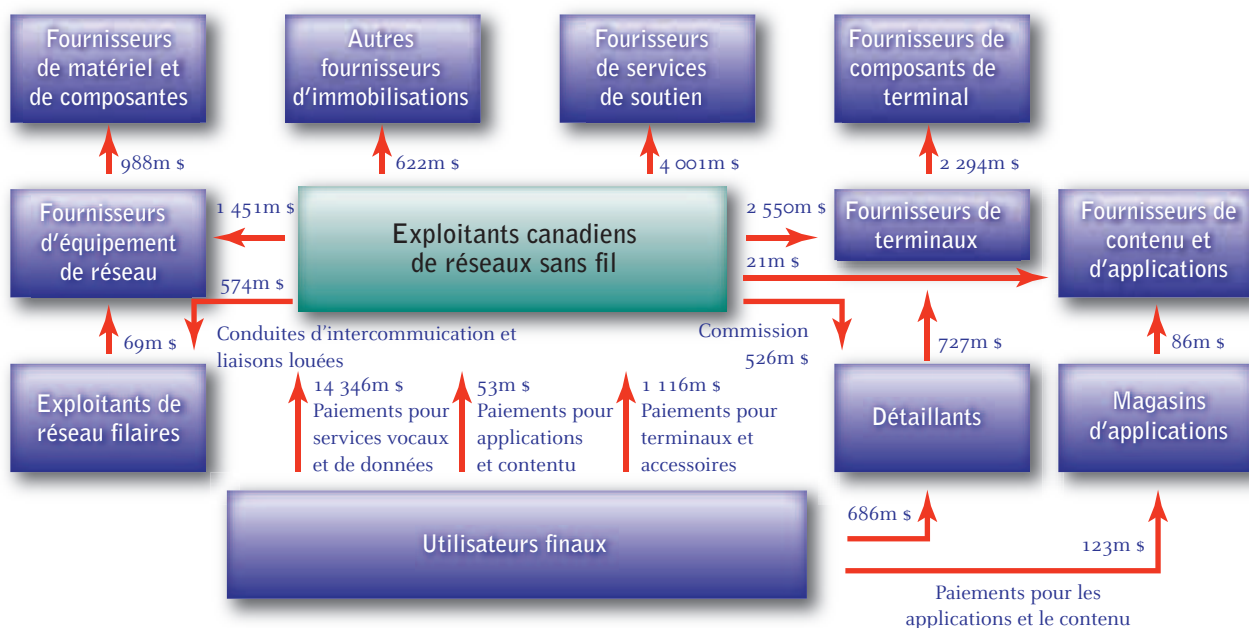 Fournisseurs
de matériel et
de composantes
Autres
fournisseurs
d'immobilisations
Fourisseurs
de services
de soutien
Fournisseurs de
composants de
terminal
988m $
622m $
4 001m $
2 294m $
Fournisseurs
d'équipement
de réseau
1 451m $
574m $
Exploitants canadiens
de réseaux sans fil
2 550m $
21m $
Fournisseurs de
terminaux
Fournisseurs de
contenu et
d'applications
69m $
Conduites d'intercommuication et
liaisons louées
Commission
526m $
727m $
86m $
Exploitants de
réseau filaires
14 346m $
Paiements pour
services vocaux
et de données
53m $
Paiements pour
applications
et contentu
1 116m $
Paiements pour
terminaux et
accessoires
Détaillants
Magasins
d'applications
Utilisateurs finaux
686m $
123m $
Paiements pour les
applications et le contenu